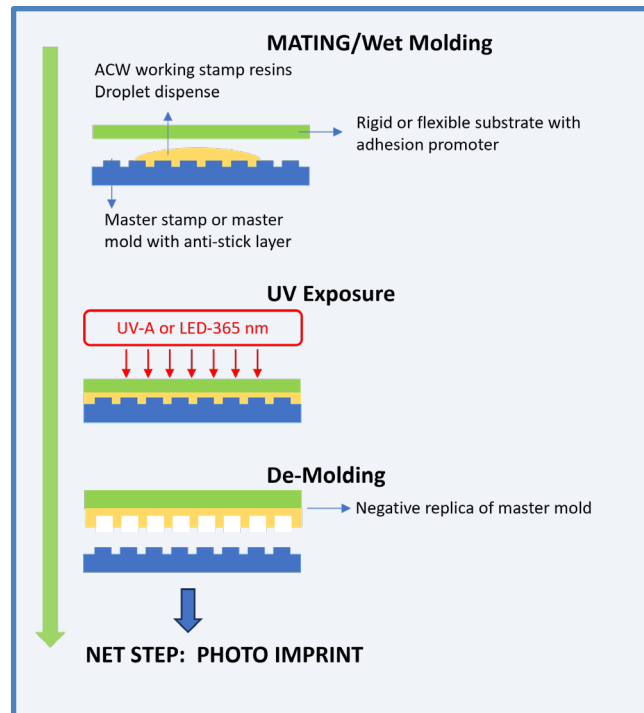 MATING/Wet Molding
ACW working stamp resins
Droplet dispense
Rigid or flexible substrate with
adhesion promoter
Master stamp or master
mold with anti-stick layer
UV Exposure
UV-A or LED-365 nm
De-Molding
Negative replica of master mold
NET STEP:  PHOTO IMPRINT